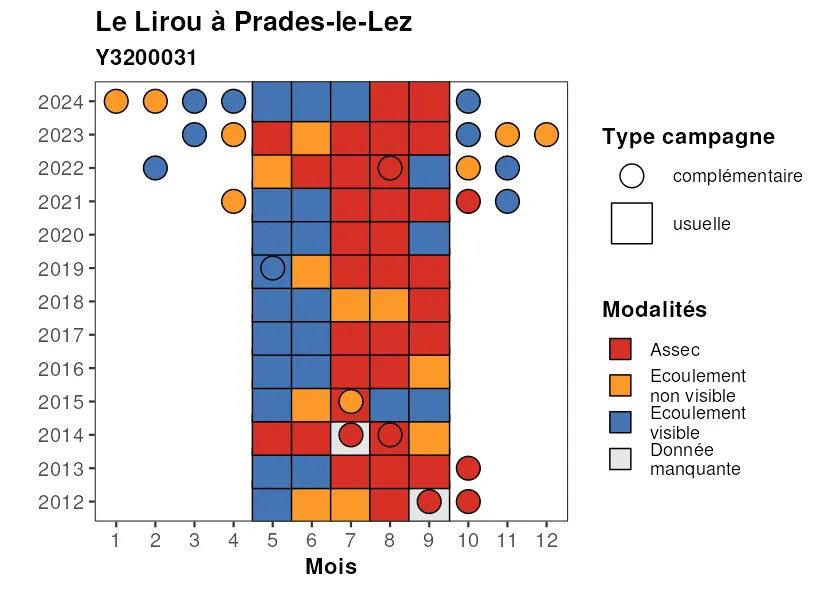 Le Lirou à Prades-le-Lez
Y3200031
2024
2023
2022
2021
2020
2019
2018
2017
2016
2015
2014
2013
2012
1 2 3 4 5 6 7 8 9 10 11 12
Mois
Type campagne
complémentaire
usuelle
Modalités
Assec
Ecoulement
non visible
Ecoulement
visible
Donnée
manquante